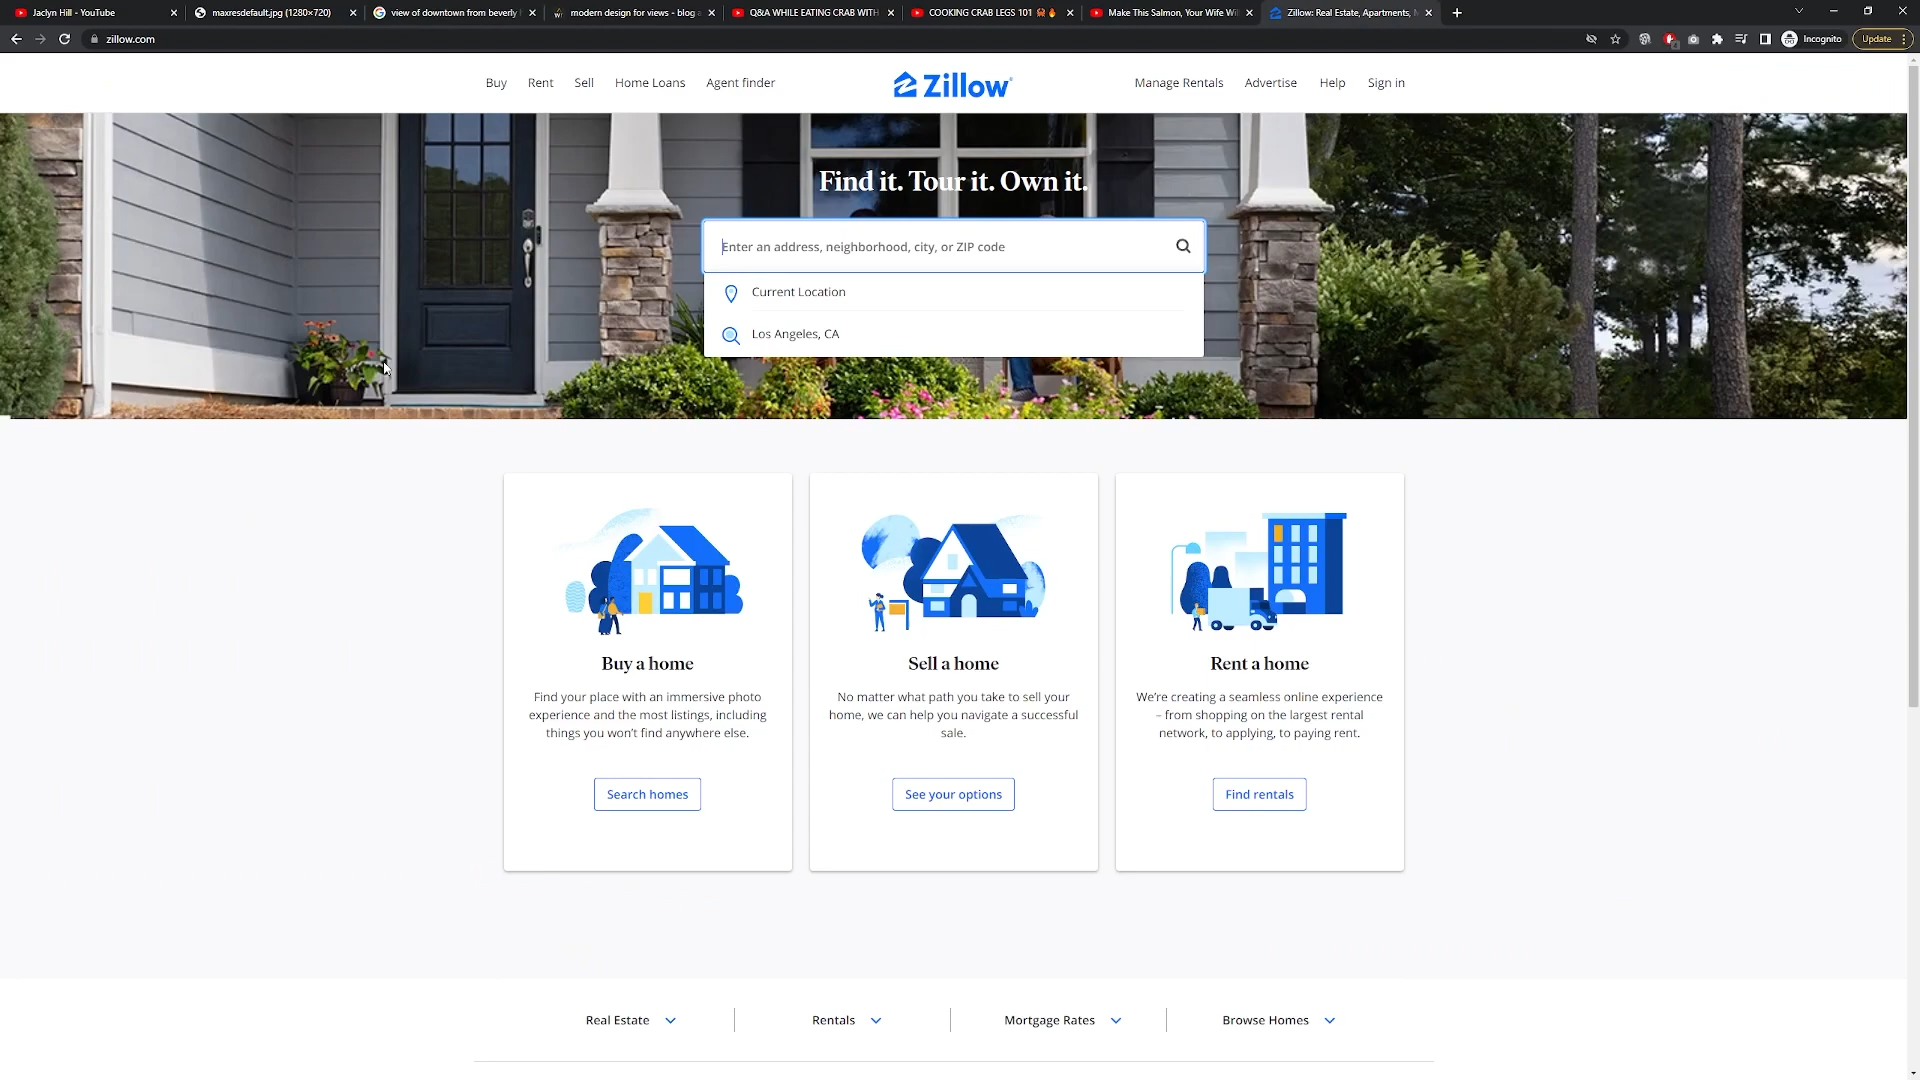 Jaclyn Hill - YouTube
maxresdefault.jpg (1280×720)
view of downtown from beverly
modern design for views - blog a
Q&A WHILE EATING CRAB WITH
COOKING CRAB LEGS 101 🦀🔥
Make This Salmon, Your Wife Wi
Zillow: Real Estate, Apartments, M
zillow.com
Incognito
Update
Buy
Rent
Sell
Home Loans
Agent finder
Zillow
Manage Rentals
Advertise
Help
Sign in
Find it. Tour it. Own it.
Enter an address, neighborhood, city, or ZIP code
Current Location
Los Angeles, CA
Buy a home
Find your place with an immersive photo
experience and the most listings, including
things you won't find anywhere else.
Search homes
Sell a home
No matter what path you take to sell your
home, we can help you navigate a successful
sale.
See your options
Rent a home
We're creating a seamless online experience
– from shopping on the largest rental
network, to applying, to paying rent.
Find rentals
Real Estate
Rentals
Mortgage Rates
Browse Homes